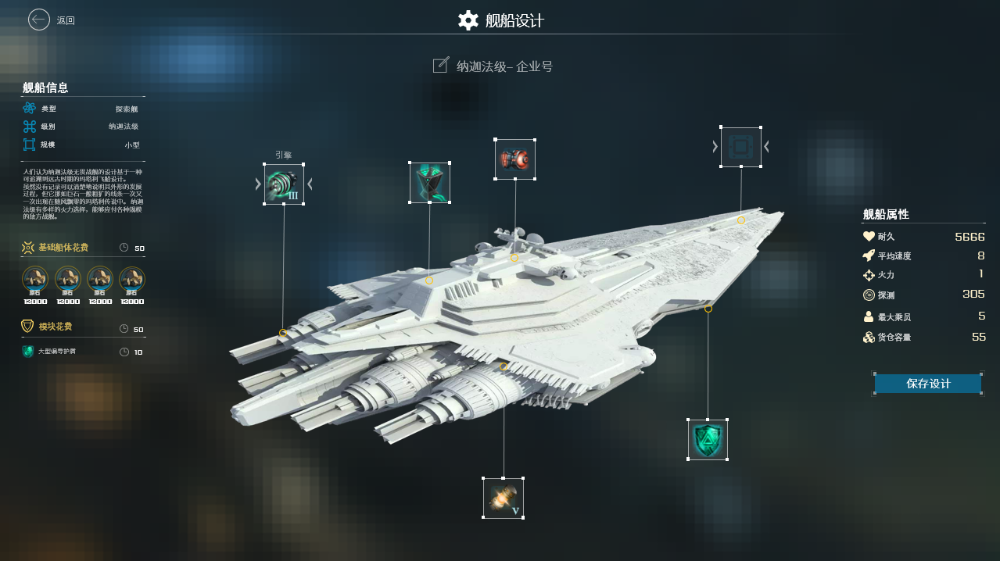 返回
舰船设计
纳迦法级– 企业号
舰船信息
类型 探索舰
级别 纳迦法级
规模 小型
人们认为纳迦法级无畏战舰的设计基于一种
可追溯到远古时期的玛塔利飞船设计。
虽然没有记录可以清楚地说明其外形的发展
过程，但它那如巨石一般粗犷的线条一次又
一次出现在随风飘零的玛塔利传说中。纳迦
法级有多样的火力选择，能够应付各种规模
的敌方战舰。
基础船体花费 50
原石 原石 原石 原石
12000 12000 12000 12000
模块花费 50
大型偏导护盾 10
引擎
III
V
舰船属性
耐久 5666
平均速度 8
火力 1
探测 305
最大乘员 5
货仓容量 55
保存设计